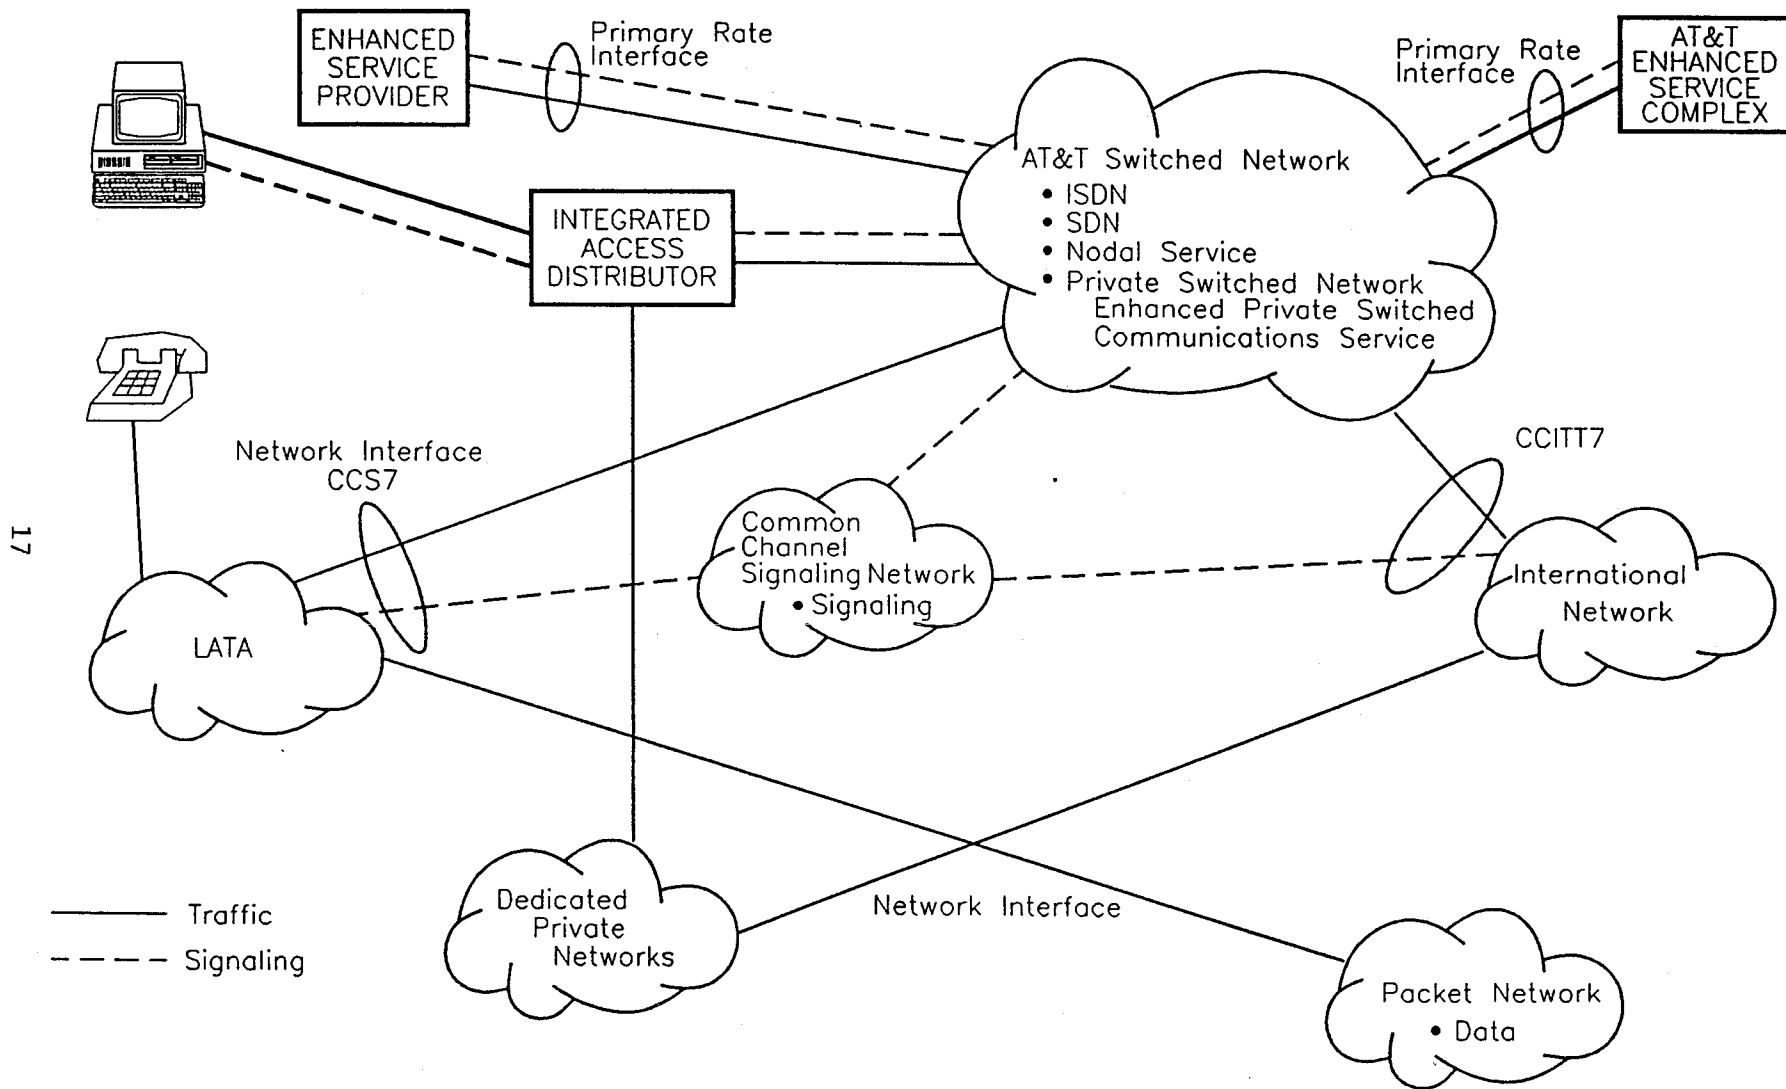 ENHANCED
SERVICE
PROVIDER
Primary Rate
Interface
Primary Rate
Interface
AT&T
ENHANCED
SERVICE
COMPLEX
AT&T Switched Network
• ISDN
• SDN
• Nodal Service
• Private Switched Network
Enhanced Private Switched
Communications Service
INTEGRATED
ACCESS
DISTRIBUTOR
Network Interface
CCS7
CCITT7
Common
Channel
Signaling Network
• Signaling
International
Network
LATA
17
Dedicated
Private
Networks
Network Interface
Packet Network
• Data
Traffic
Signaling